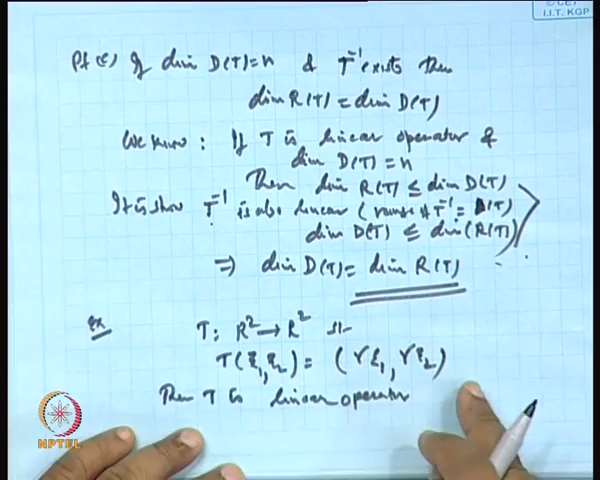 © CET
I.I.T. KGP
Pf (c) If dim D(T)=n & T⁻¹ exists then
dim R(T) = dim D(T)
We know: If T is linear operator &
dim D(T) = n
Then dim R(T) ≤ dim D(T)
It is show T⁻¹ is also linear (range of T⁻¹ = D(T)
dim D(T) ≤ dim(R(T))
⇒ dim D(T) = dim R(T)
Ex T: R² → R² st-
T(ξ₁, ξ₂) = (γξ₁, γξ₂)
Then T is linear operator
NPTEL